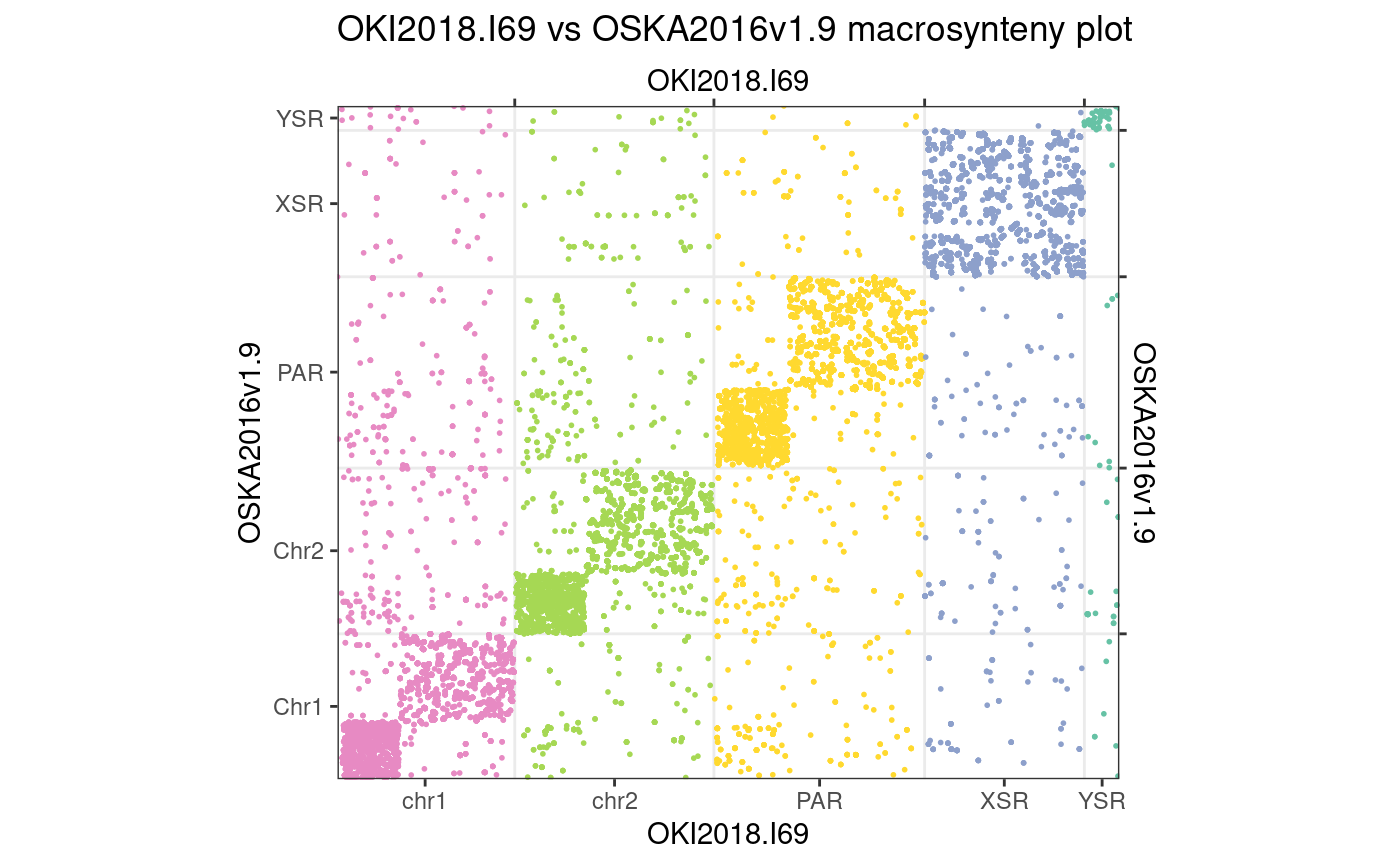 OKI2018.I69 vs OSKA2016v1.9 macrosynteny plot
OKI2018.I69
YSR
XSR
PAR
Chr2
Chr1
OSKA2016v1.9
OSKA2016v1.9
chr1 chr2 PAR XSR YSR
OKI2018.I69